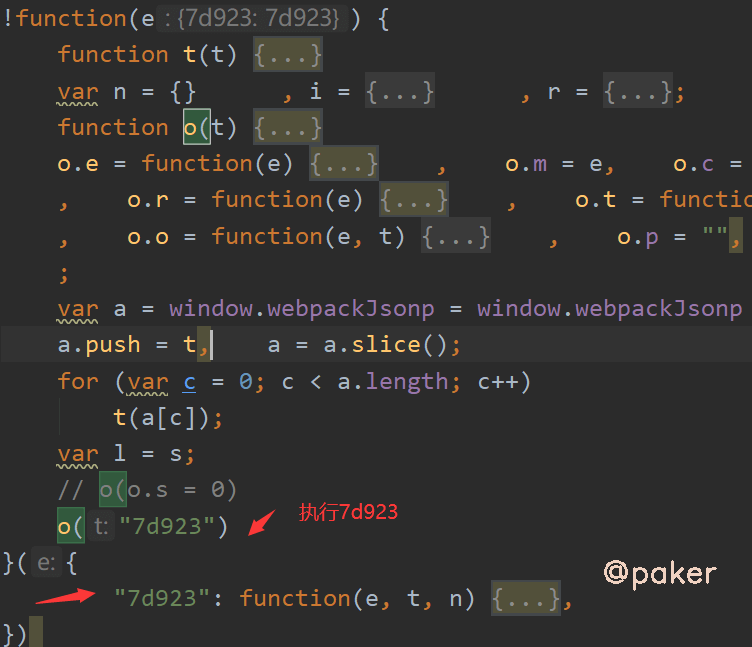 !function(e : {7d923: 7d923} ) {
function t(t) {...}
var n = {} , i = {...} , r = {...};
function o(t) {...}
o.e = function(e) {...} , o.m = e, o.c =
, o.r = function(e) {...} , o.t = functio
, o.o = function(e, t) {...} , o.p = "",
;
var a = window.webpackJsonp = window.webpackJsonp
a.push = t, a = a.slice();
for (var c = 0; c < a.length; c++)
t(a[c]);
var l = s;
// o(o.s = 0)
o( t: "7d923") 执行7d923
}( e: {
"7d923": function(e, t, n) {...},
})
@paker